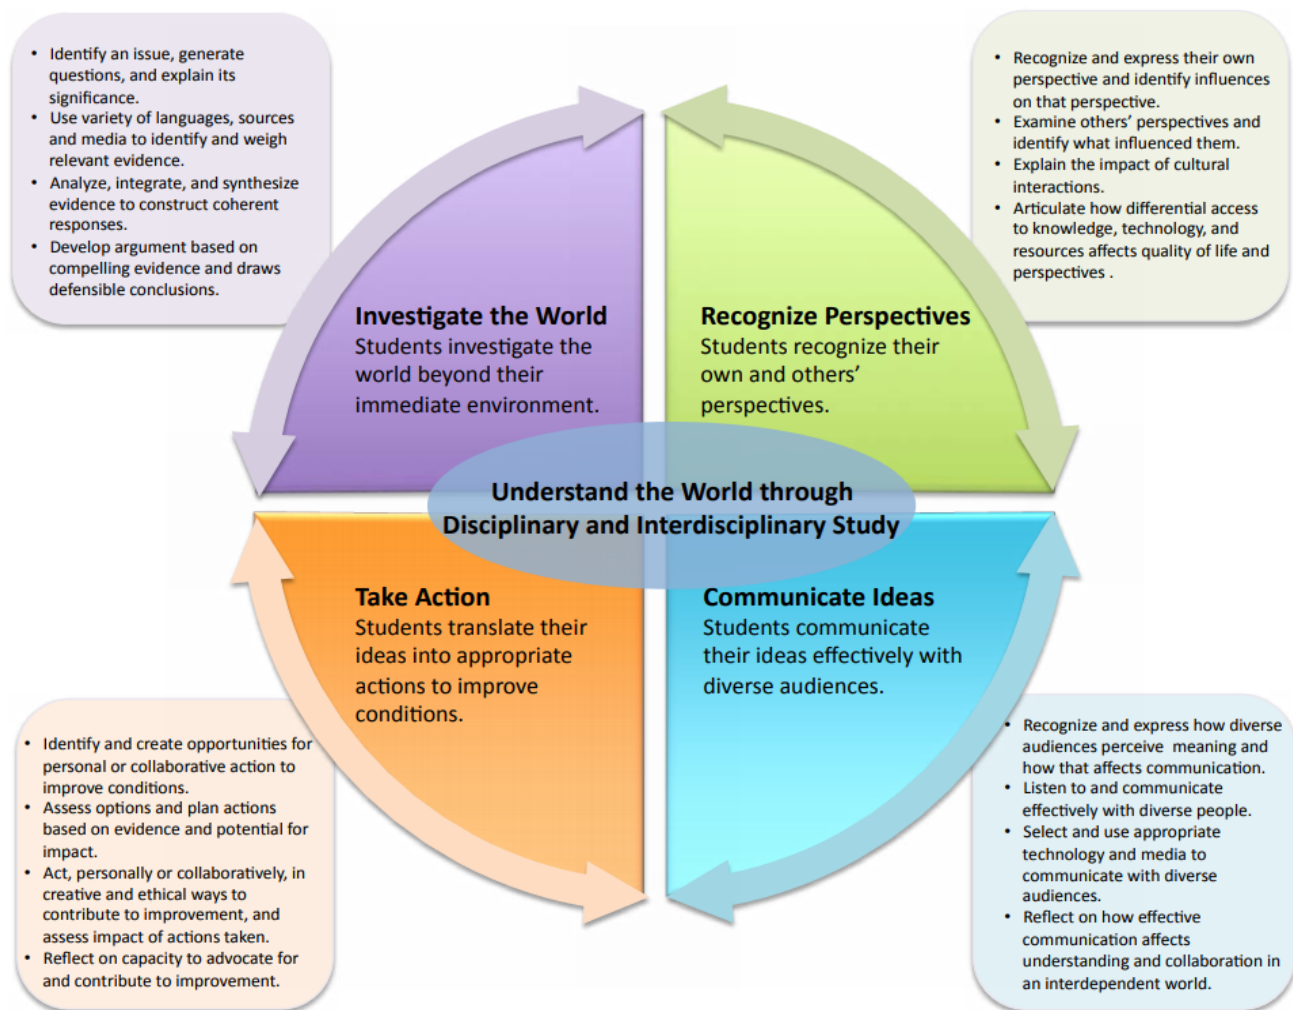 • Identify an issue, generate
questions, and explain its
significance.
• Use variety of languages, sources
and media to identify and weigh
relevant evidence.
• Analyze, integrate, and synthesize
evidence to construct coherent
responses.
• Develop argument based on
compelling evidence and draws
defensible conclusions.
• Recognize and express their own
perspective and identify influences
on that perspective.
• Examine others' perspectives and
identify what influenced them.
• Explain the impact of cultural
interactions.
• Articulate how differential access
to knowledge, technology, and
resources affects quality of life and
perspectives .
Investigate the World
Students investigate the
world beyond their
immediate environment.
Recognize Perspectives
Students recognize their
own and others'
perspectives.
Understand the World through
Disciplinary and Interdisciplinary Study
Take Action
Students translate their
ideas into appropriate
actions to improve
conditions.
Communicate Ideas
Students communicate
their ideas effectively with
diverse audiences.
• Identify and create opportunities for
personal or collaborative action to
improve conditions.
• Assess options and plan actions
based on evidence and potential for
impact.
• Act, personally or collaboratively, in
creative and ethical ways to
contribute to improvement, and
assess impact of actions taken.
• Reflect on capacity to advocate for
and contribute to improvement.
• Recognize and express how diverse
audiences perceive meaning and
how that affects communication.
• Listen to and communicate
effectively with diverse people.
• Select and use appropriate
technology and media to
communicate with diverse
audiences.
• Reflect on how effective
communication affects
understanding and collaboration in
an interdependent world.